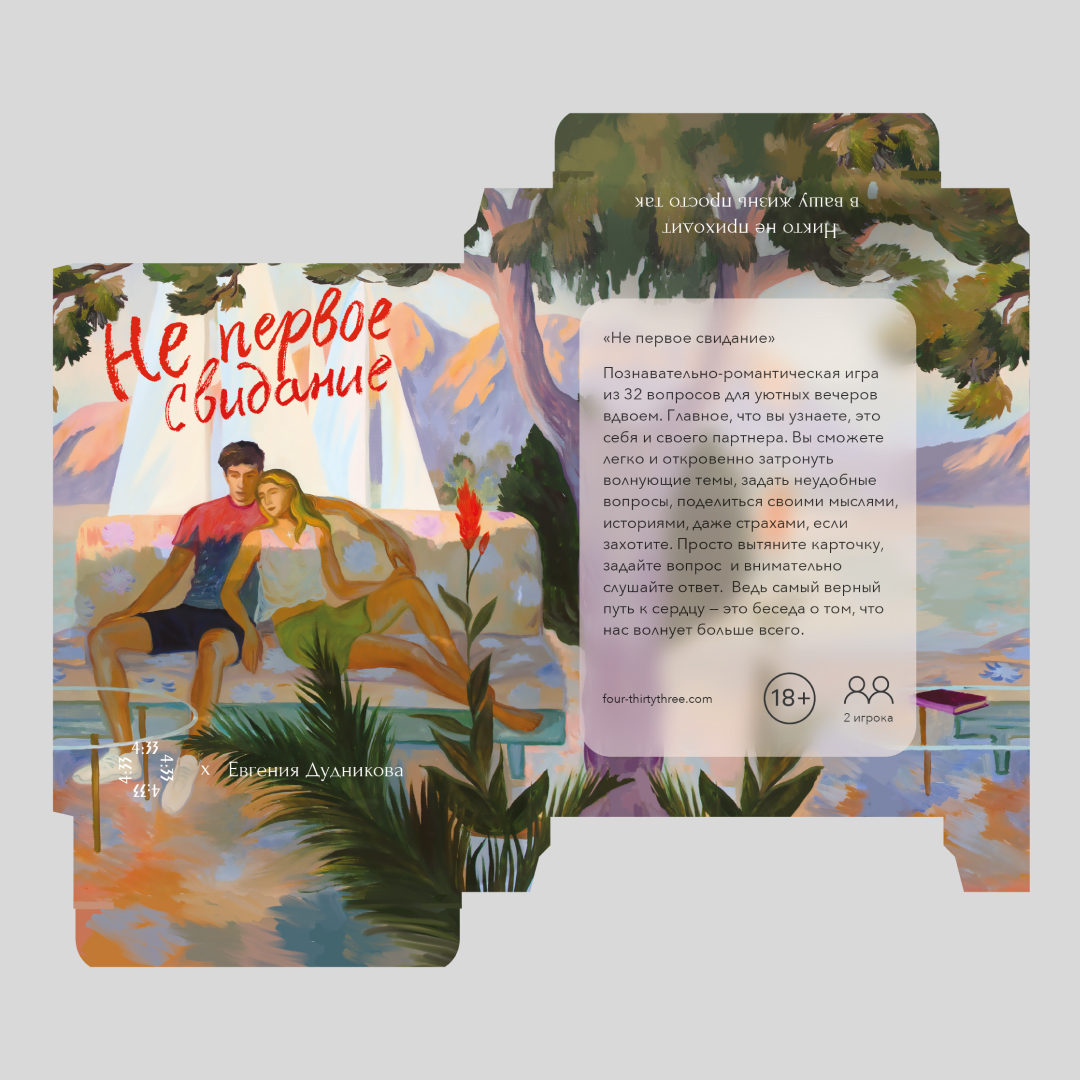 Не первое
свидание
4:33
4:33
4:33
4:33
x Евгения Дудникова
Никто не приходит
в вашу жизнь просто так
«Не первое свидание»
Познавательно-романтическая игра
из 32 вопросов для уютных вечеров
вдвоем. Главное, что вы узнаете, это
себя и своего партнера. Вы сможете
легко и откровенно затронуть
волнующие темы, задать неудобные
вопросы, поделиться своими мыслями,
историями, даже страхами, если
захотите. Просто вытяните карточку,
задайте вопрос и внимательно
слушайте ответ. Ведь самый верный
путь к сердцу – это беседа о том, что
нас волнует больше всего.
four-thirtythree.com
18+
2 игрока